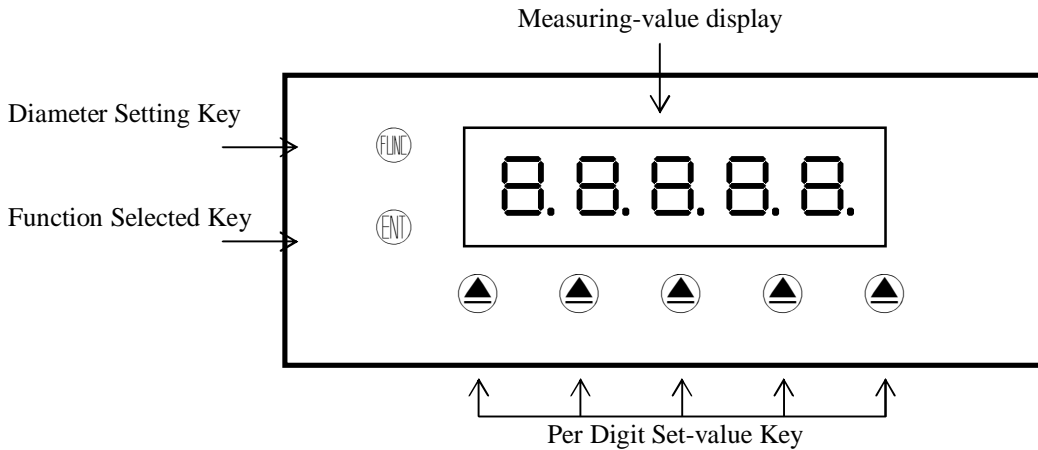 Measuring-value display
Diameter Setting Key
FUNC
8.8.8.8.8.
Function Selected Key
ENT
Per Digit Set-value Key